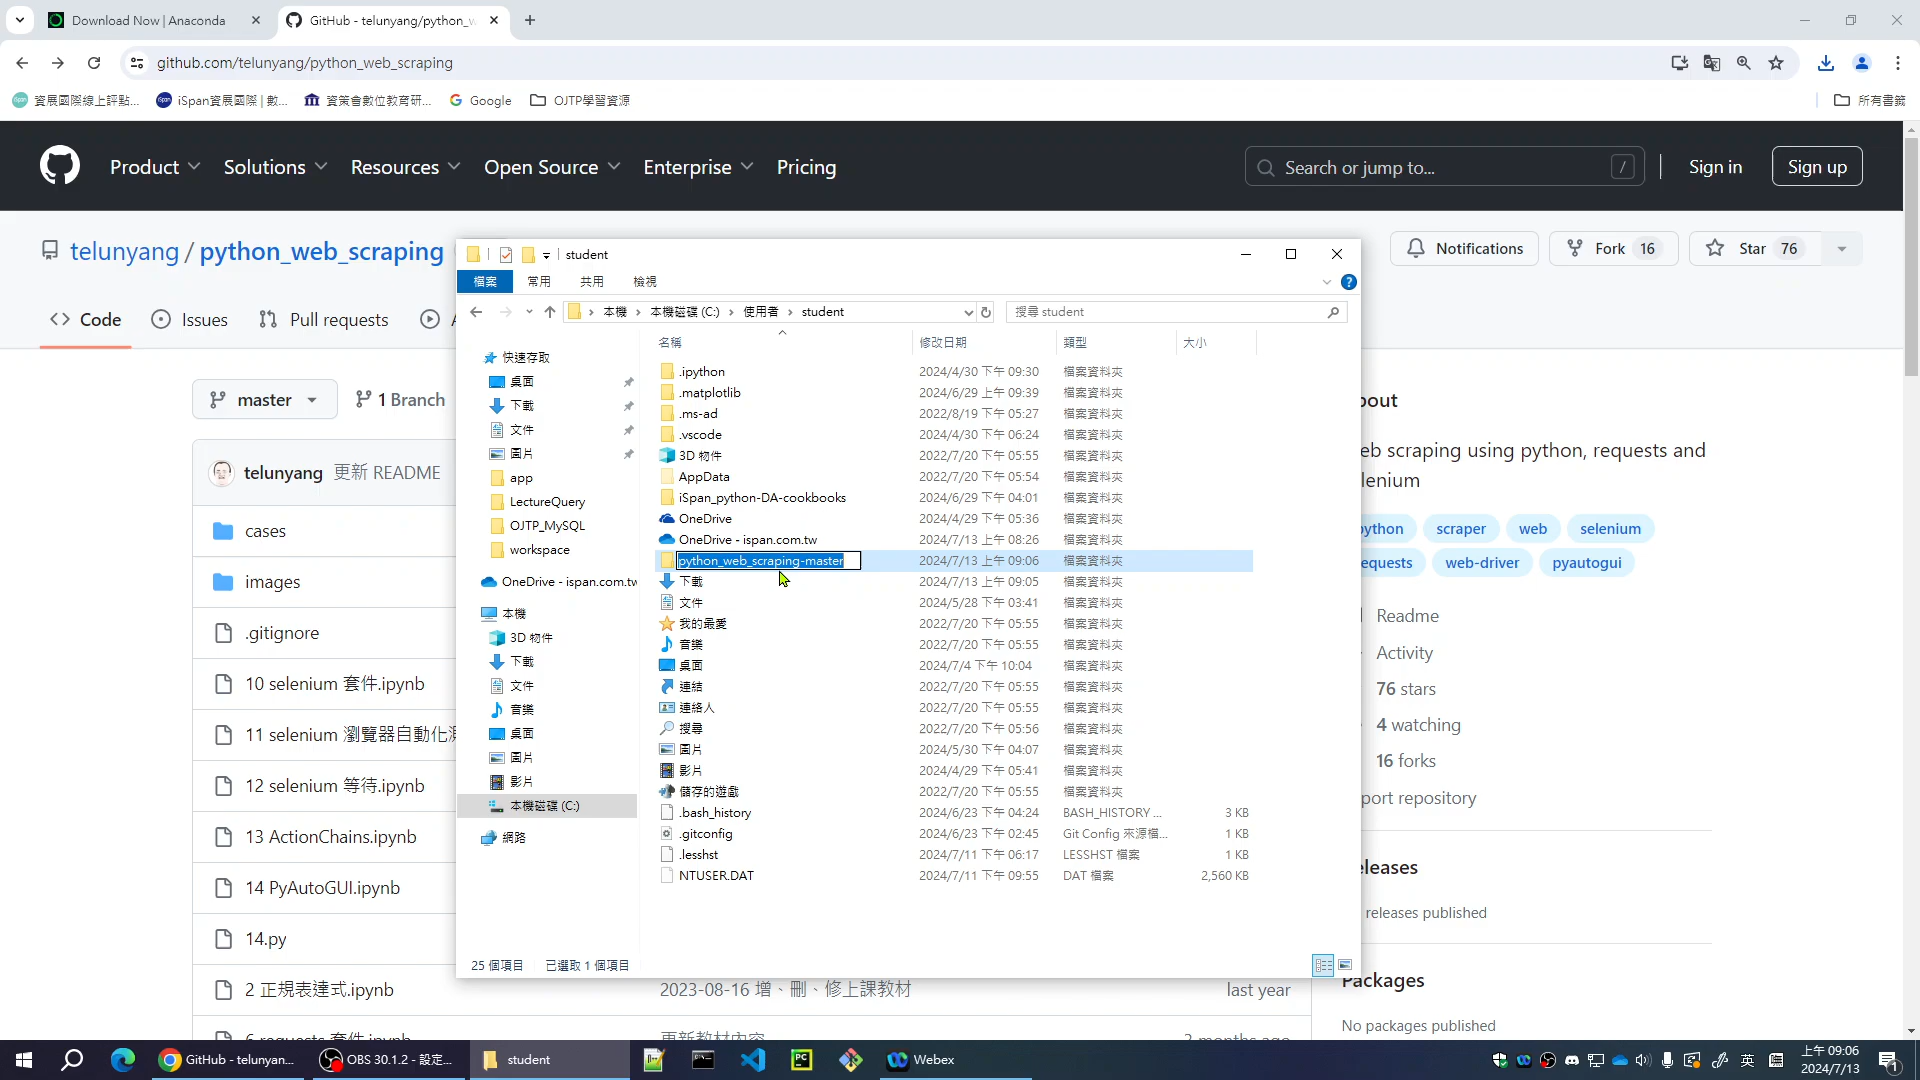 Download Now | Anaconda
GitHub - telunyang/python_w
github.com/telunyang/python_web_scraping
資展國際線上評點...
iSpan資展國際 | 數...
資策會數位教育研...
Google
OJTP學習資源
所有書籤
Product
Solutions
Resources
Open Source
Enterprise
Pricing
Search or jump to...
/
Sign in
Sign up
telunyang / python_web_scraping
Notifications
Fork 16
Star 76
Code
Issues
Pull requests
master
1 Branch
telunyang 更新 README
cases
images
.gitignore
10 selenium 套件.ipynb
11 selenium 瀏覽器自動化
12 selenium 等待.ipynb
13 ActionChains.ipynb
14 PyAutoGUI.ipynb
14.py
2 正規表達式.ipynb
2023-08-16 增、刪、修上課教材
last year
student
檔案
常用
共用
檢視
本機
本機磁碟 (C:)
使用者
student
搜尋 student
名稱
修改日期
類型
大小
快速存取
桌面
下載
文件
圖片
app
LectureQuery
OJTP_MySQL
workspace
OneDrive - ispan.com.tw
本機
3D 物件
下載
文件
音樂
桌面
圖片
影片
本機磁碟 (C:)
網路
.ipython 2024/4/30 下午 09:30 檔案資料夾
.matplotlib 2024/6/29 上午 09:39 檔案資料夾
.ms-ad 2022/8/19 下午 05:27 檔案資料夾
.vscode 2024/4/30 下午 06:24 檔案資料夾
3D 物件 2022/7/20 下午 05:55 檔案資料夾
AppData 2022/7/20 下午 05:54 檔案資料夾
iSpan_python-DA-cookbooks 2024/6/29 下午 04:01 檔案資料夾
OneDrive 2024/4/29 下午 05:36 檔案資料夾
OneDrive - ispan.com.tw 2024/7/13 上午 08:26 檔案資料夾
python_web_scraping-master 2024/7/13 上午 09:06 檔案資料夾
下載 2024/7/13 上午 09:05 檔案資料夾
文件 2024/5/28 下午 03:41 檔案資料夾
我的最愛 2022/7/20 下午 05:55 檔案資料夾
音樂 2022/7/20 下午 05:55 檔案資料夾
桌面 2024/7/4 下午 10:04 檔案資料夾
連結 2022/7/20 下午 05:55 檔案資料夾
連絡人 2022/7/20 下午 05:55 檔案資料夾
搜尋 2022/7/20 下午 05:56 檔案資料夾
圖片 2024/5/30 下午 04:07 檔案資料夾
影片 2024/4/29 下午 05:41 檔案資料夾
儲存的遊戲 2022/7/20 下午 05:55 檔案資料夾
.bash_history 2024/6/23 下午 04:24 BASH_HISTORY ... 3 KB
.gitconfig 2024/6/23 下午 02:45 Git Config 來源檔... 1 KB
.lesshst 2024/7/11 下午 06:17 LESSHST 檔案 1 KB
NTUSER.DAT 2024/7/11 下午 09:55 DAT 檔案 2,560 KB
25 個項目
已選取 1 個項目
bout
eb scraping using python, requests and
lenium
ython
scraper
web
selenium
equests
web-driver
pyautogui
Readme
Activity
76 stars
4 watching
16 forks
port repository
eleases
releases published
Packages
No packages published
GitHub - telunyan...
OBS 30.1.2 - 設定...
student
Webex
英
上午 09:06
2024/7/13
1